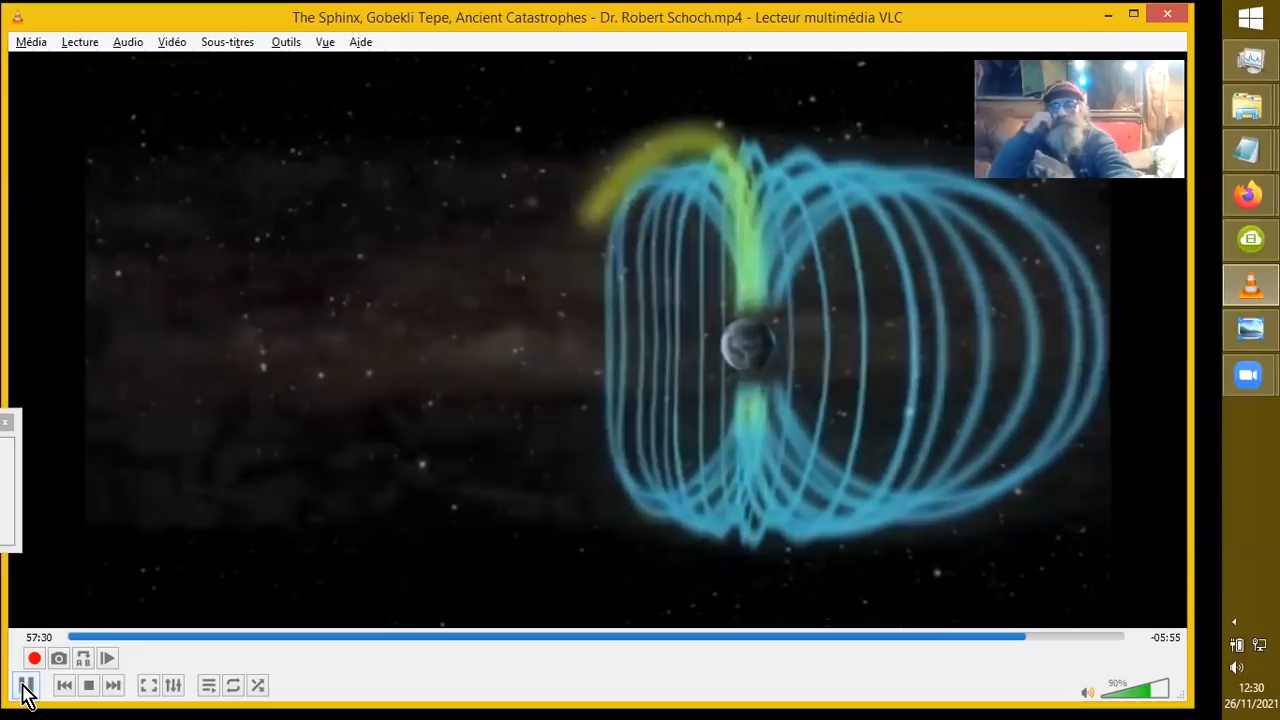 The Sphinx, Gobekli Tepe, Ancient Catastrophes - Dr. Robert Schoch.mp4 - Lecteur multimédia VLC
Média Lecture Audio Vidéo Sous-titres Outils Vue Aide
57:30 -05:55
A B
90%
12:30
26/11/2021